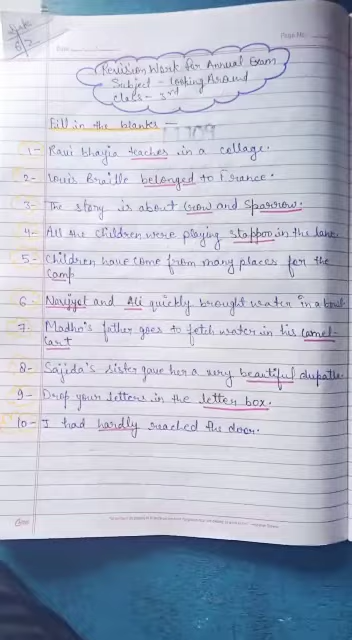 Page No.
Date
Revision Work for Annual Exam
Subject - Looking Around
Class - 3rd
Fill in the blanks -
1- Ravi bhayia teaches in a collage.
2- Louis Braille belonged to France.
3- The story is about Crow and Sparrow.
4- All the children were playing stappoo in the lane
5- Children have come from many places for the
camp
6- Navjyot and Ali quickly brought water in a bowl
7- Madho's father goes to fetch water in his camel-
cart
8- Sajida's sister gave her a very beautiful dupatta
9- Drop your letters in the letter box.
10- I had hardly reached the door.